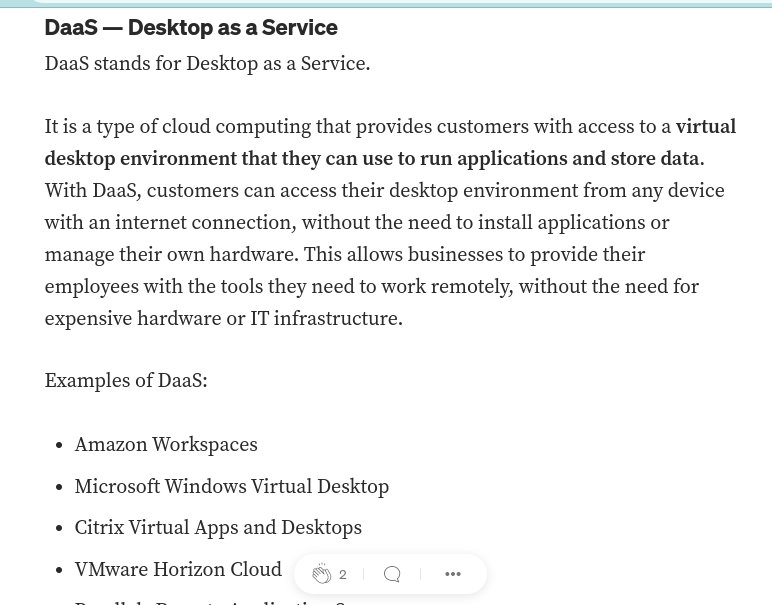 DaaS — Desktop as a Service
DaaS stands for Desktop as a Service.
It is a type of cloud computing that provides customers with access to a virtual
desktop environment that they can use to run applications and store data.
With DaaS, customers can access their desktop environment from any device
with an internet connection, without the need to install applications or
manage their own hardware. This allows businesses to provide their
employees with the tools they need to work remotely, without the need for
expensive hardware or IT infrastructure.
Examples of DaaS:
• Amazon Workspaces
• Microsoft Windows Virtual Desktop
• Citrix Virtual Apps and Desktops
• VMware Horizon Cloud
2